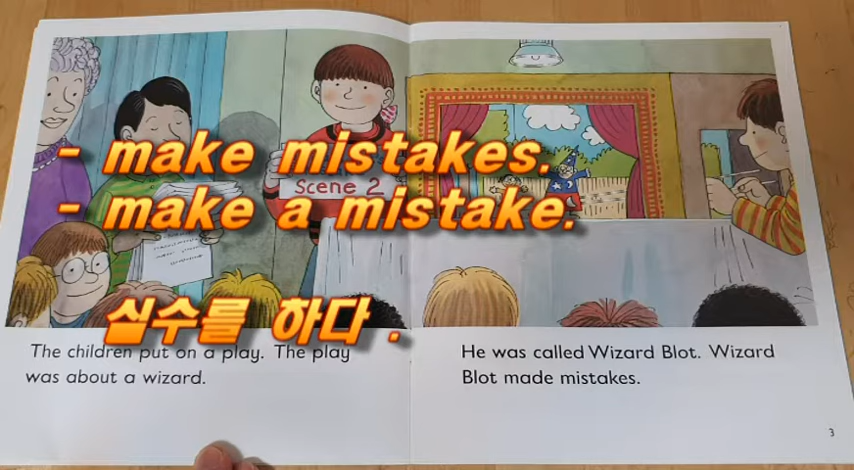 - make mistakes.
- make a mistake.
Scene 2
실수를 하다 .
The children put on a play. The play
was about a wizard.
He was called Wizard Blot. Wizard
Blot made mistakes.
3